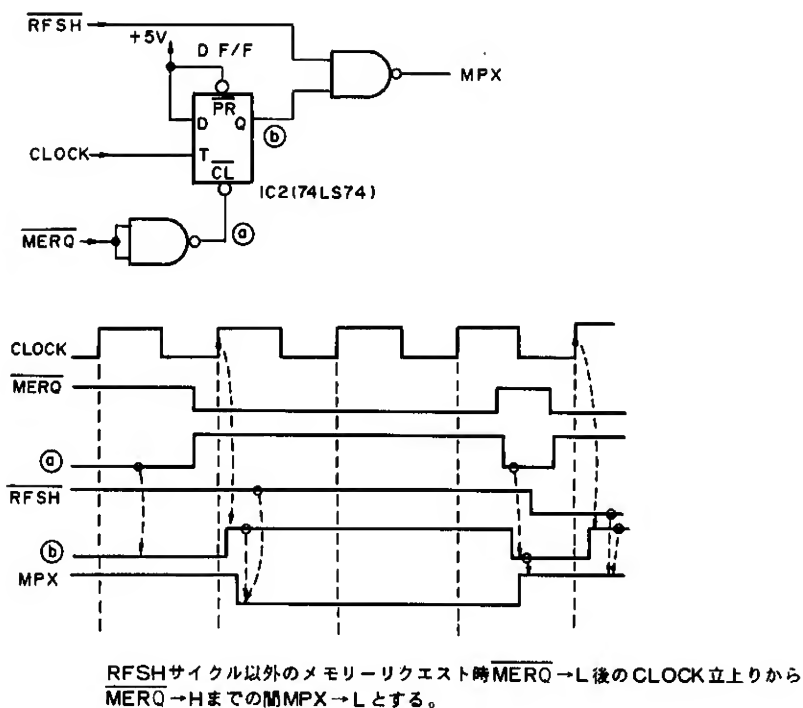 RFSH
+5V
D F/F
MPX
PR
D
Q
ⓑ
CLOCK
T
CL
IC2(74LS74)
MERQ
ⓐ
CLOCK
MERQ
ⓐ
RFSH
ⓑ
MPX
RFSHサイクル以外のメモリーリクエスト時MERQ→L後のCLOCK立上りから
MERQ→Hまでの間MPX→Lとする。